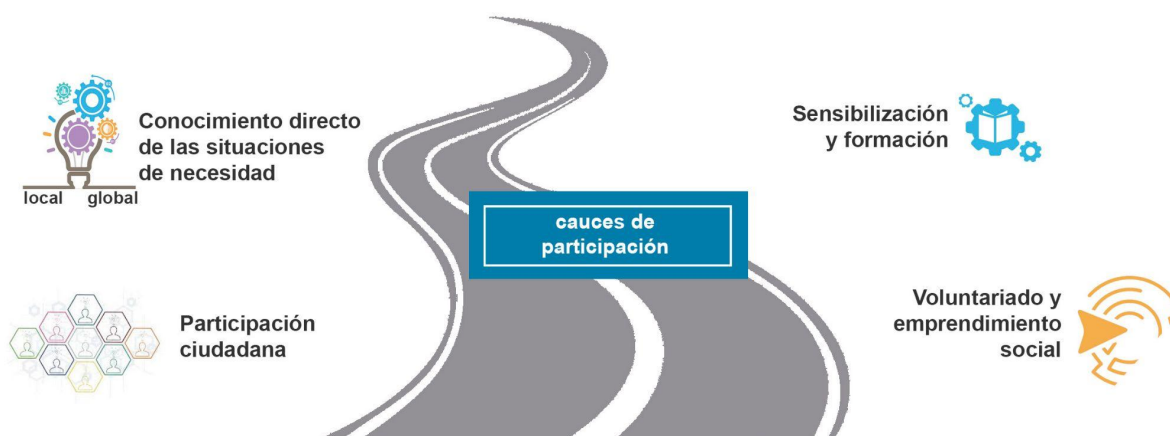 Conocimiento directo
de las situaciones
de necesidad
local global
Sensibilización
y formación
cauces de
participación
Participación
ciudadana
Voluntariado y
emprendimiento
social